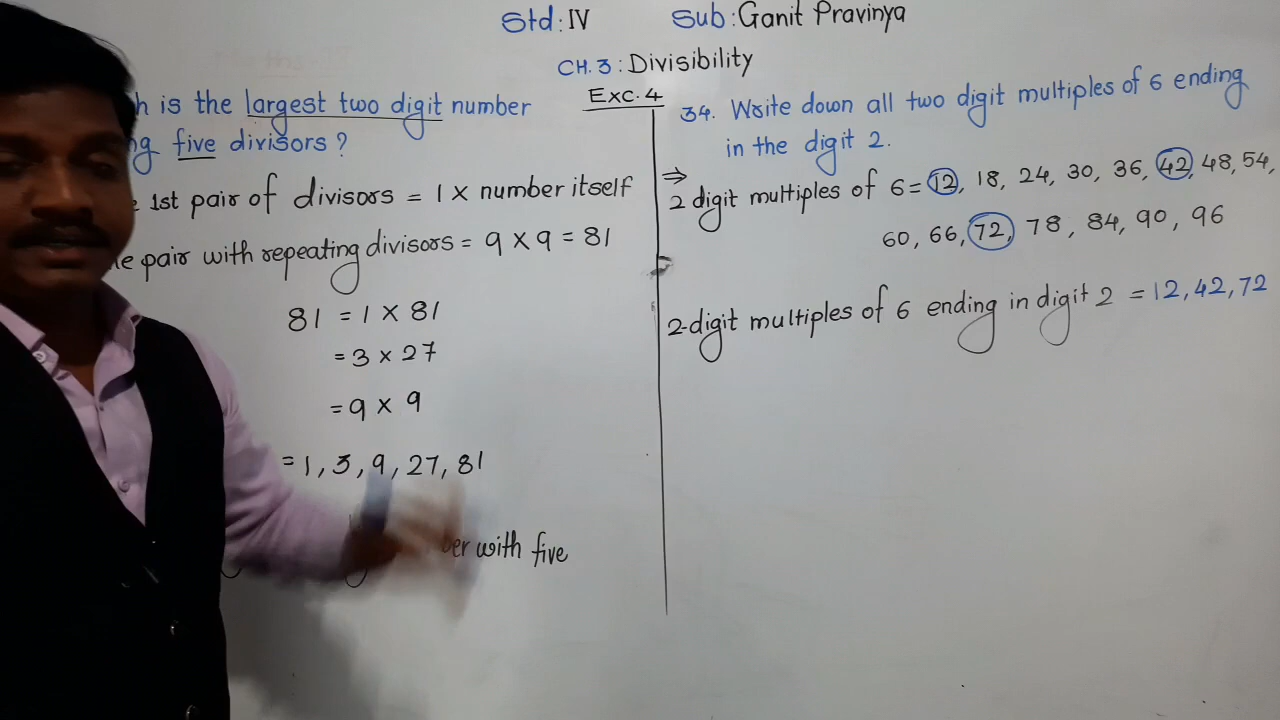 Std: IV Sub: Ganit Pravinya
CH. 3: Divisibility
Exc. 4
is the largest two digit number
five divisors?
1st pair of divisors = 1 × number itself
pair with repeating divisors = 9 × 9 = 81
81 = 1 × 81
= 3 × 27
= 9 × 9
= 1, 3, 9, 27, 81
with five
34. Write down all two digit multiples of 6 ending
in the digit 2.
⇒
2 digit multiples of 6 = 12, 18, 24, 30, 36, 42, 48, 54,
60, 66, 72, 78, 84, 90, 96
2-digit multiples of 6 ending in digit 2 = 12, 42, 72